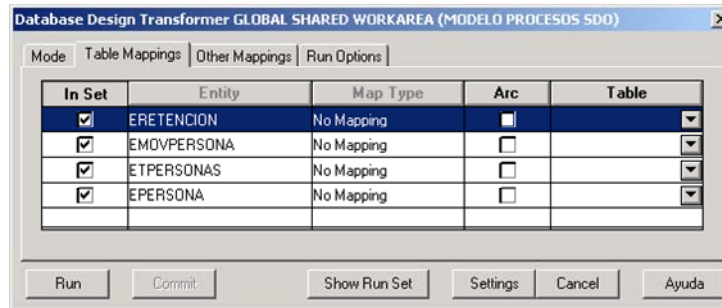 Database Design Transformer GLOBAL SHARED WORKAREA (MODELO PROCESOS SDO)
Mode Table Mappings Other Mappings Run Options
In Set Entity Map Type Arc Table
ERETENCION No Mapping
EMOVPERSONA No Mapping
ETPERSONAS No Mapping
EPERSONA No Mapping
Run Commit Show Run Set Settings Cancel Ayuda